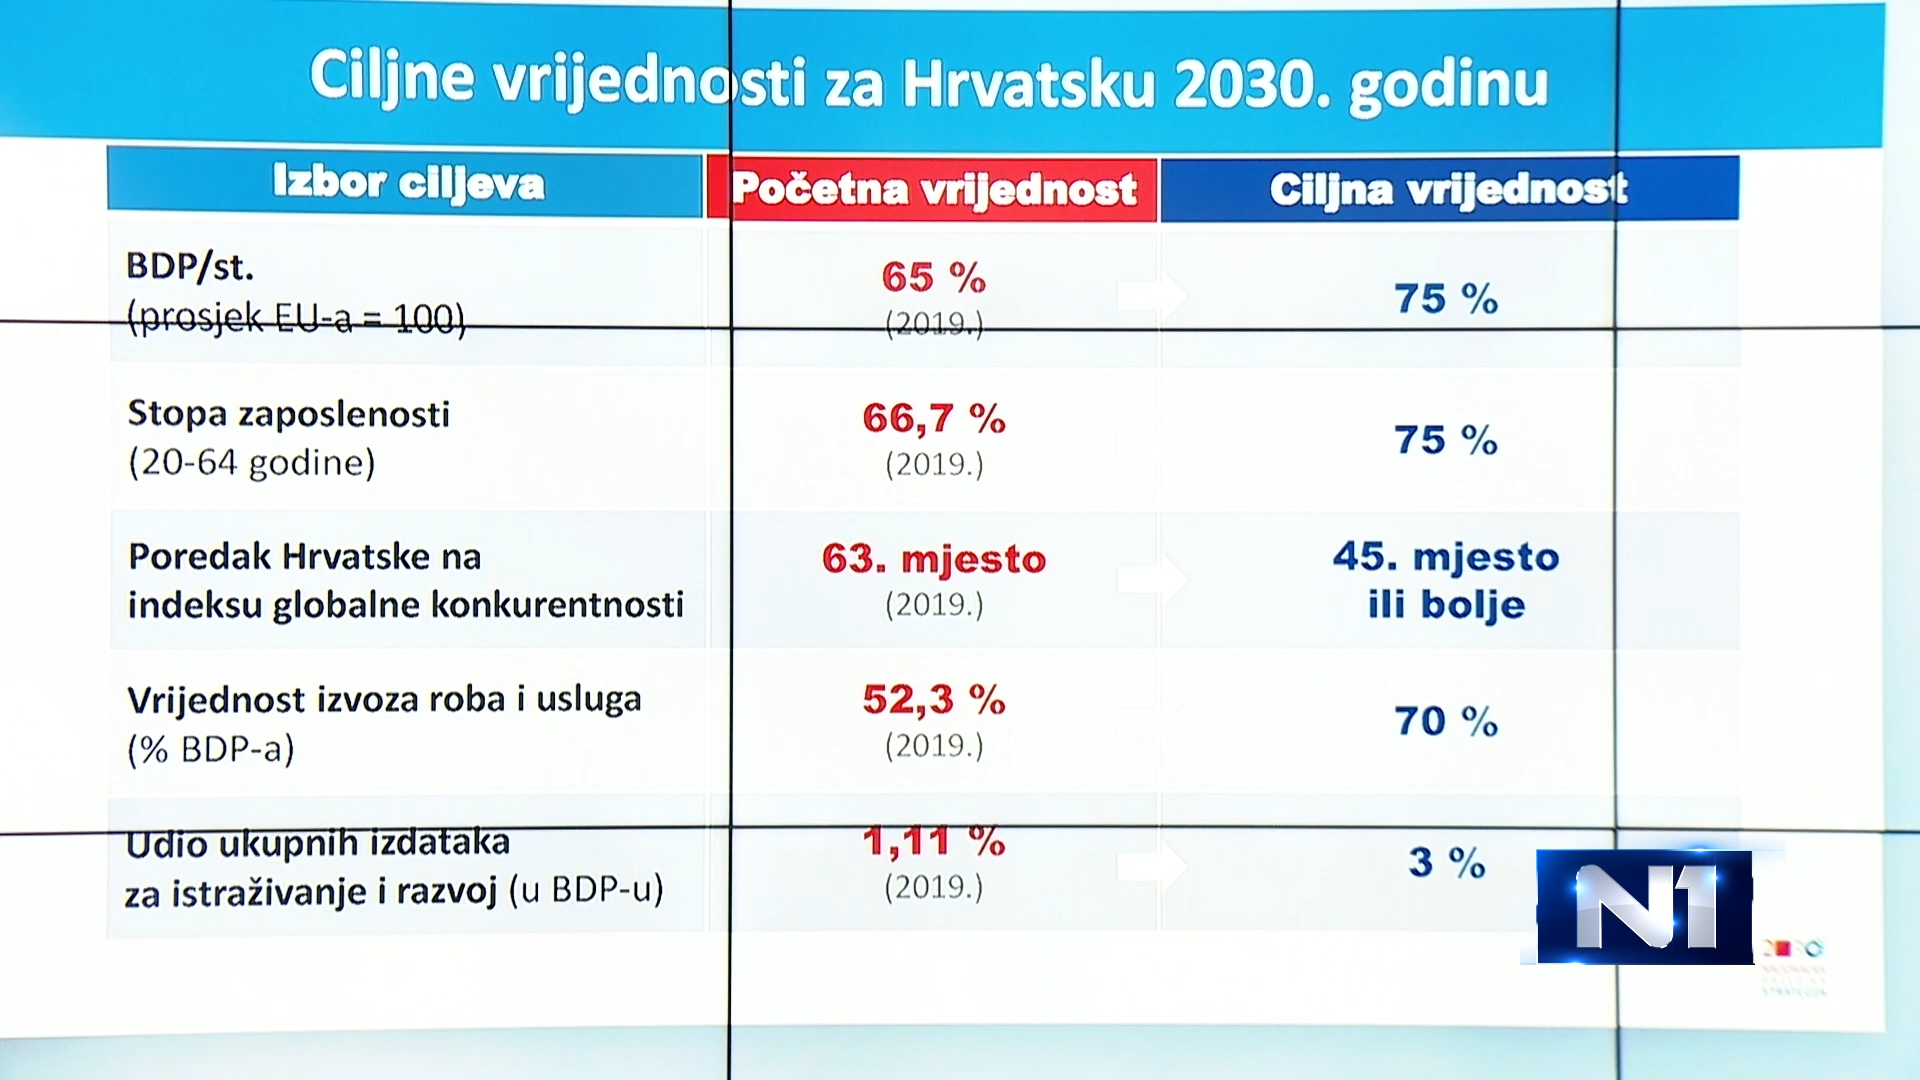 Ciljne vrijednosti za Hrvatsku 2030. godinu
Izbor ciljeva
Početna vrijednost
Ciljna vrijednost
BDP/st.
(prosjek EU-a = 100)
65 %
(2019.)
75 %
Stopa zaposlenosti
(20-64 godine)
66,7 %
(2019.)
75 %
Poredak Hrvatske na
indeksu globalne konkurentnosti
63. mjesto
(2019.)
45. mjesto
ili bolje
Vrijednost izvoza roba i usluga
(% BDP-a)
52,3 %
(2019.)
70 %
Udio ukupnih izdataka
za istraživanje i razvoj (u BDP-u)
1,11 %
(2019.)
3 %
N1